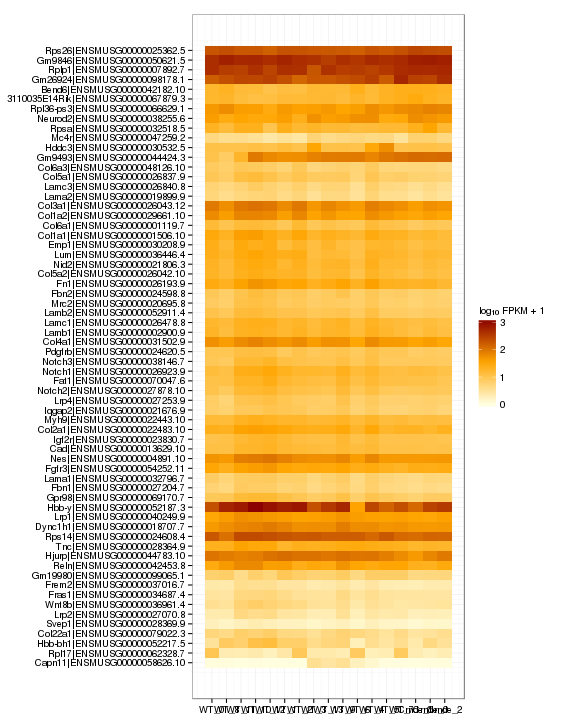 Rps26|ENSMUSG00000025362.5
Gm9846|ENSMUSG00000050621.5
Rplp1|ENSMUSG00000007892.7
Gm26924|ENSMUSG00000098178.1
Bend6|ENSMUSG00000042182.10
3110035E14Rik|ENSMUSG00000067879.3
Rpl36-ps3|ENSMUSG00000066629.1
Neurod2|ENSMUSG00000038255.6
Rpsa|ENSMUSG00000032518.5
Mc4r|ENSMUSG00000047259.2
Hddc3|ENSMUSG00000030532.5
Gm9493|ENSMUSG00000044424.3
Col6a3|ENSMUSG00000048126.10
Col5a1|ENSMUSG00000026837.9
Lamc3|ENSMUSG00000026840.8
Lama2|ENSMUSG00000019899.9
Col3a1|ENSMUSG00000026043.12
Col1a2|ENSMUSG00000029661.10
Col6a1|ENSMUSG00000001119.7
Col1a1|ENSMUSG00000001506.10
Emp1|ENSMUSG00000030208.9
Lum|ENSMUSG00000036446.4
Nid2|ENSMUSG00000021806.3
Col5a2|ENSMUSG00000026042.10
Fn1|ENSMUSG00000026193.9
Fbn2|ENSMUSG00000024598.8
Mrc2|ENSMUSG00000020695.8
Lamb2|ENSMUSG00000052911.4
Lamc1|ENSMUSG00000026478.8
Lamb1|ENSMUSG00000002900.9
Col4a1|ENSMUSG00000031502.9
Pdgfrb|ENSMUSG00000024620.5
Notch3|ENSMUSG00000038146.7
Notch1|ENSMUSG00000026923.9
Fat1|ENSMUSG00000070047.6
Notch2|ENSMUSG00000027878.10
Lrp4|ENSMUSG00000027253.9
Iqgap2|ENSMUSG00000021676.9
Myh9|ENSMUSG00000022443.10
Col2a1|ENSMUSG00000022483.10
Igf2r|ENSMUSG00000023830.7
Cad|ENSMUSG00000013629.10
Nes|ENSMUSG00000004891.10
Fgfr3|ENSMUSG00000054252.11
Lama1|ENSMUSG00000032796.7
Fbn1|ENSMUSG00000027204.7
Gpr98|ENSMUSG00000069170.7
Hbb-y|ENSMUSG00000052187.3
Lrp1|ENSMUSG00000040249.9
Dync1h1|ENSMUSG00000018707.7
Rps14|ENSMUSG00000024608.4
Tnc|ENSMUSG00000028364.9
Hjurp|ENSMUSG00000044783.10
Reln|ENSMUSG00000042453.8
Gm19980|ENSMUSG00000099065.1
Frem2|ENSMUSG00000037016.7
Fras1|ENSMUSG00000034687.4
Wnt8b|ENSMUSG00000036961.4
Lrp2|ENSMUSG00000027070.8
Svep1|ENSMUSG00000028369.9
Col22a1|ENSMUSG00000079022.3
Hbb-bh1|ENSMUSG00000052217.5
Rpl17|ENSMUSG00000062328.7
Capn11|ENSMUSG00000058626.10
log₁₀ FPKM + 1
3
2
1
0